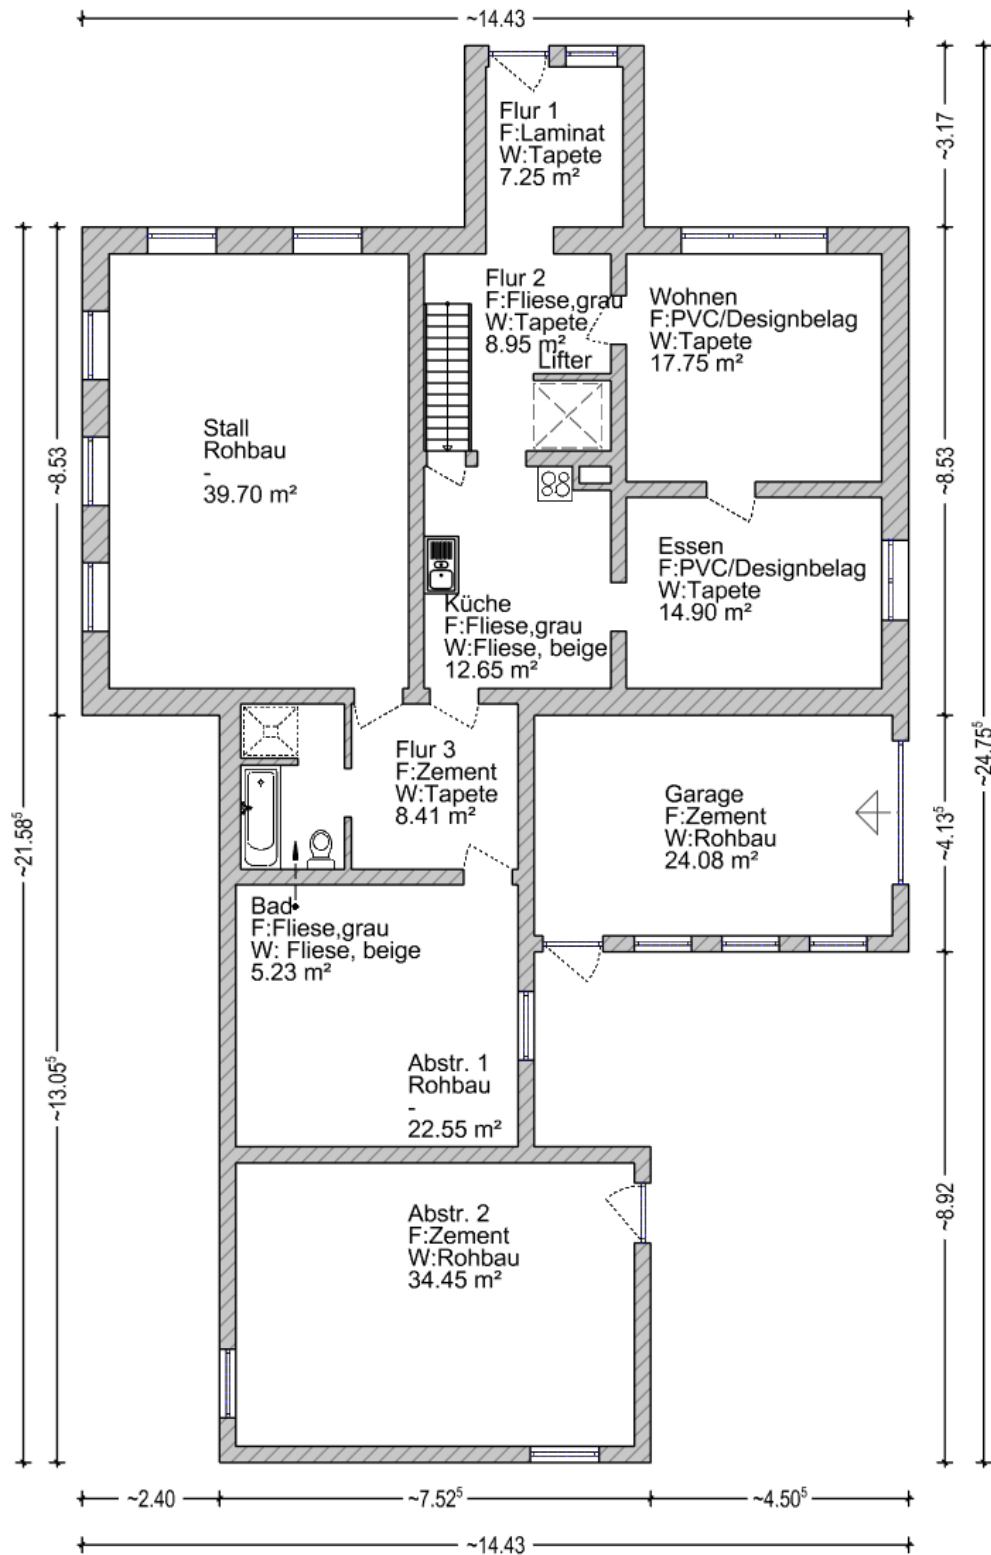 ~14.43
Flur 1
F:Laminat
W:Tapete
7.25 m²
~3.17
Flur 2
F:Fliese,grau
W:Tapete
8.95 m²
Lifter
Wohnen
F:PVC/Designbelag
W:Tapete
17.75 m²
Stall
Rohbau
-
39.70 m²
~8.53
~8.53
Essen
F:PVC/Designbelag
W:Tapete
14.90 m²
Küche
F:Fliese,grau
W:Fliese, beige
12.65 m²
Flur 3
F:Zement
W:Tapete
8.41 m²
Garage
F:Zement
W:Rohbau
24.08 m²
~24.75⁵
~4.13⁵
~21.58⁵
Bad
F:Fliese,grau
W: Fliese, beige
5.23 m²
~13.05⁵
Abstr. 1
Rohbau
-
22.55 m²
~8.92
Abstr. 2
F:Zement
W:Rohbau
34.45 m²
~2.40
~7.52⁵
~4.50⁵
~14.43